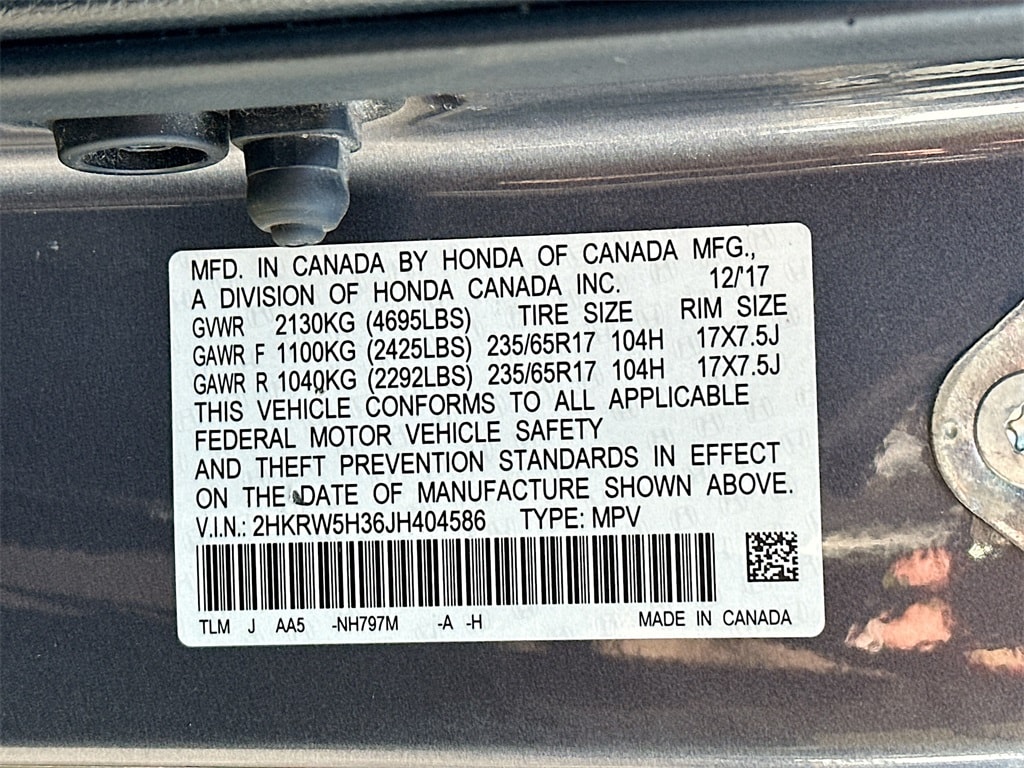 MFD. IN CANADA BY HONDA OF CANADA MFG.,
A DIVISION OF HONDA CANADA INC. 12/'17
GVWR 2130KG (4695LBS) TIRE SIZE RIM SIZE
GAWR F 1100KG (2425LBS) 235/65R17 104H 17X7.5J
GAWR R 1040KG (2292LBS) 235/65R17 104H 17X7.5J
THIS VEHICLE CONFORMS TO ALL APPLICABLE
FEDERAL MOTOR VEHICLE SAFETY
AND THEFT PREVENTION STANDARDS IN EFFECT
ON THE DATE OF MANUFACTURE SHOWN ABOVE.
V.I.N.: 2HKRW5H36JH404586 TYPE: MPV
TLM J AA5 -NH797M -A -H MADE IN CANADA